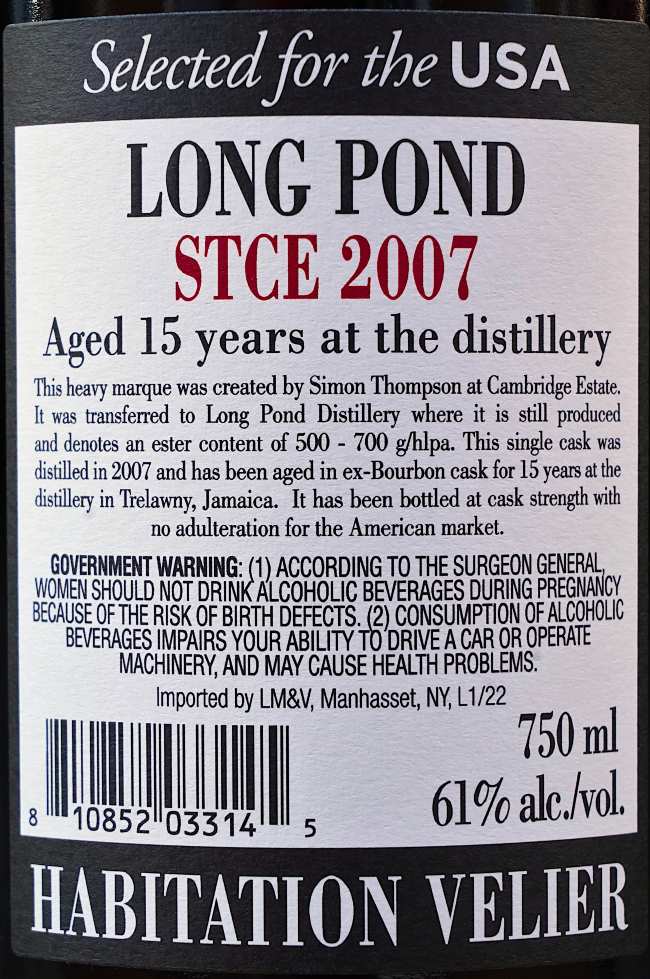 Selected for the USA
LONG POND
STCE 2007
Aged 15 years at the distillery
This heavy marque was created by Simon Thompson at Cambridge Estate.
It was transferred to Long Pond Distillery where it is still produced
and denotes an ester content of 500 - 700 g/hlpa. This single cask was
distilled in 2007 and has been aged in ex-Bourbon cask for 15 years at the
distillery in Trelawny, Jamaica. It has been bottled at cask strength with
no adulteration for the American market.
GOVERNMENT WARNING: (1) ACCORDING TO THE SURGEON GENERAL,
WOMEN SHOULD NOT DRINK ALCOHOLIC BEVERAGES DURING PREGNANCY
BECAUSE OF THE RISK OF BIRTH DEFECTS. (2) CONSUMPTION OF ALCOHOLIC
BEVERAGES IMPAIRS YOUR ABILITY TO DRIVE A CAR OR OPERATE
MACHINERY, AND MAY CAUSE HEALTH PROBLEMS.
Imported by LM&V, Manhasset, NY, L1/22
750 ml
61% alc./vol.
8 10852 03314 5
HABITATION VELIER